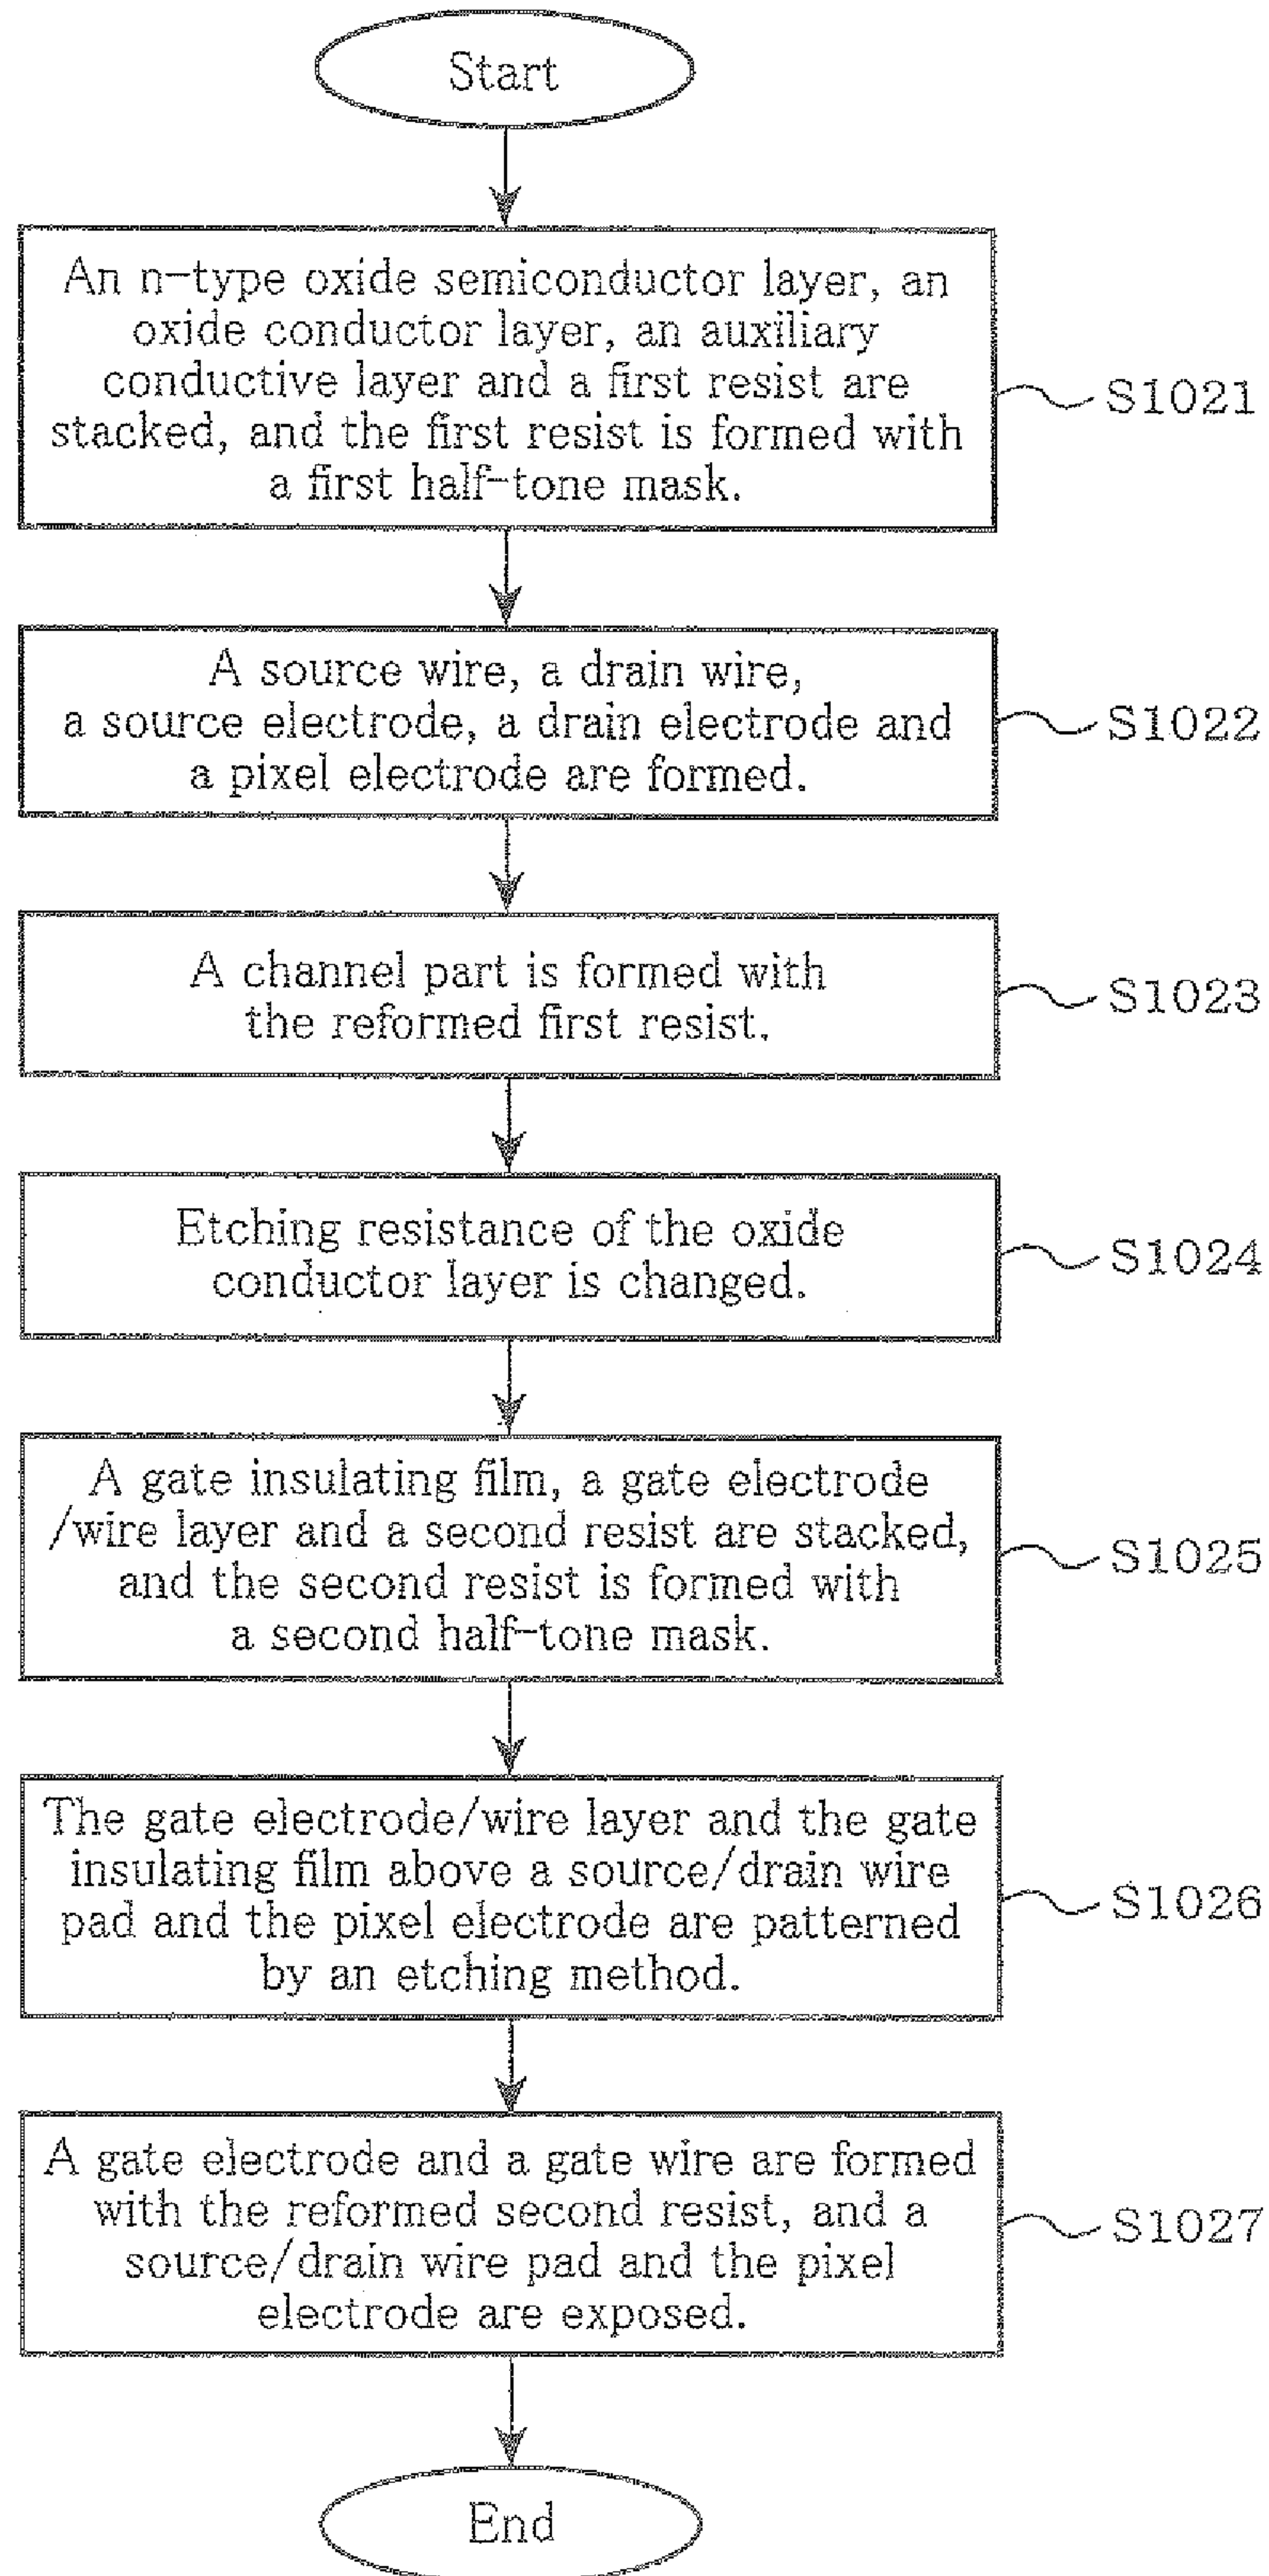 Start
An n-type oxide semiconductor layer, an
oxide conductor layer, an auxiliary
conductive layer and a first resist are
stacked, and the first resist is formed with
a first half-tone mask.
S1021
A source wire, a drain wire,
a source electrode, a drain electrode and
a pixel electrode are formed.
S1022
A channel part is formed with
the reformed first resist.
S1023
Etching resistance of the oxide
conductor layer is changed.
S1024
A gate insulating film, a gate electrode
/wire layer and a second resist are stacked,
and the second resist is formed with
a second half-tone mask.
S1025
The gate electrode/wire layer and the gate
insulating film above a source/drain wire
pad and the pixel electrode are patterned
by an etching method.
S1026
A gate electrode and a gate wire are formed
with the reformed second resist, and a
source/drain wire pad and the pixel
electrode are exposed.
S1027
End